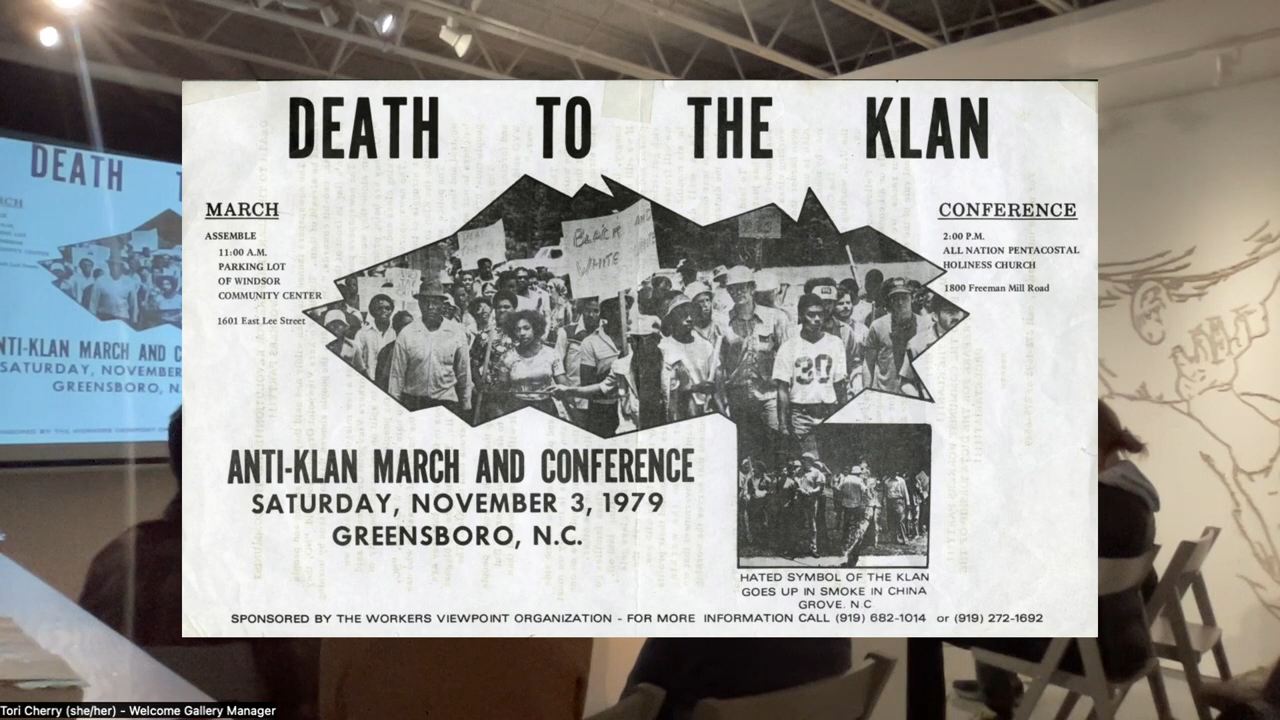 DEATH TO THE KLAN
MARCH
ASSEMBLE
11:00 A.M.
PARKING LOT
OF WINDSOR
COMMUNITY CENTER
1601 East Lee Street
CONFERENCE
2:00 P.M.
ALL NATION PENTACOSTAL
HOLINESS CHURCH
1800 Freeman Mill Road
BLACK AND
WHITE
30
ANTI-KLAN MARCH AND CONFERENCE
SATURDAY, NOVEMBER 3, 1979
GREENSBORO, N.C.
HATED SYMBOL OF THE KLAN
GOES UP IN SMOKE IN CHINA
GROVE. N C
SPONSORED BY THE WORKERS VIEWPOINT ORGANIZATION - FOR MORE INFORMATION CALL (919) 682-1014 or (919) 272-1692
DEATH
ANTI-KLAN MARCH AND
SATURDAY, NOVEMBER
GREENSBORO,
Tori Cherry (she/her) - Welcome Gallery Manager